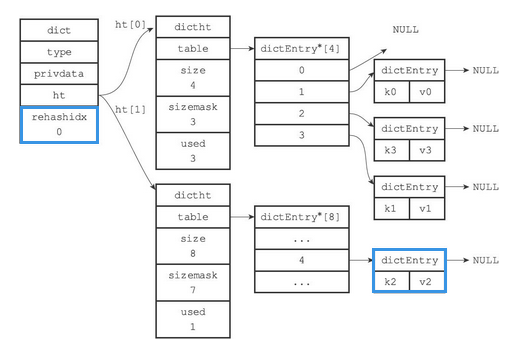 dict
type
privdata
ht
rehashidx
0
ht[0]
ht[1]
dictht
table
size
4
sizemask
3
used
3
dictEntry*[4]
0
1
2
3
NULL
dictEntry
k0 v0
NULL
dictEntry
k3 v3
NULL
dictEntry
k1 v1
NULL
dictht
table
size
8
sizemask
7
used
1
dictEntry*[8]
...
4
...
dictEntry
k2 v2
NULL